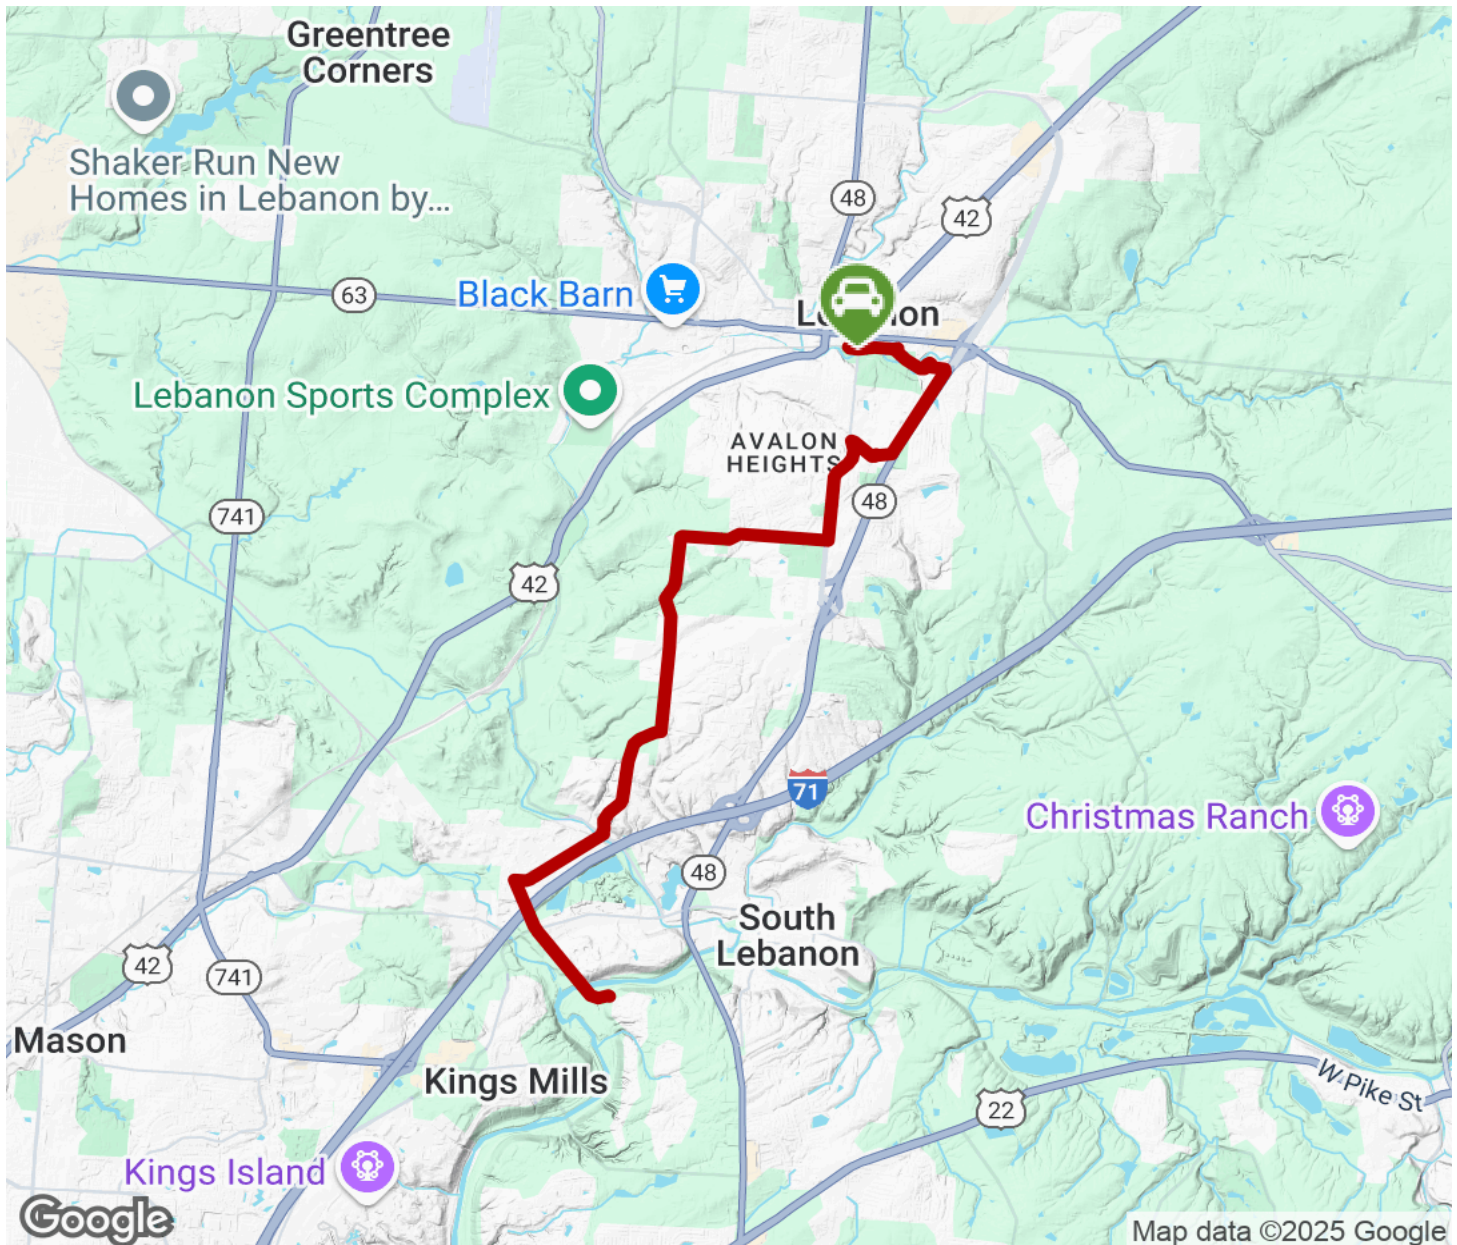 Greentree
Corners
Shaker Run New
Homes in Lebanon by...
48
42
63
Black Barn
Lebanon Sports Complex
AVALON
HEIGHTS
48
741
42
71
Christmas Ranch
48
South
Lebanon
42
741
Mason
Kings Mills
22
W Pike St
Kings Island
Google
Map data ©2025 Google